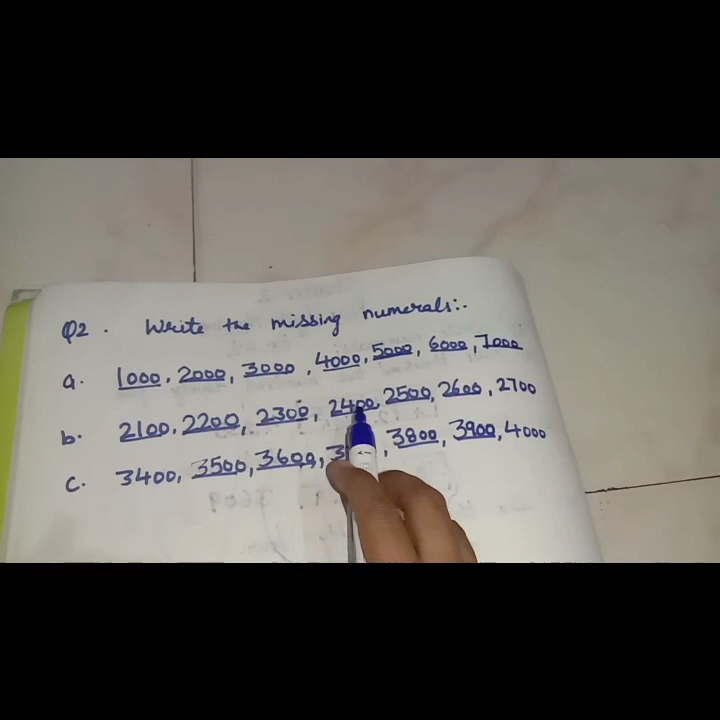 Q2. Write the missing numerals:-
a. 1000, 2000, 3000, 4000, 5000, 6000, 7000
b. 2100, 2200, 2300, 2400, 2500, 2600, 2700
c. 3400, 3500, 3600, 3800, 3900, 4000